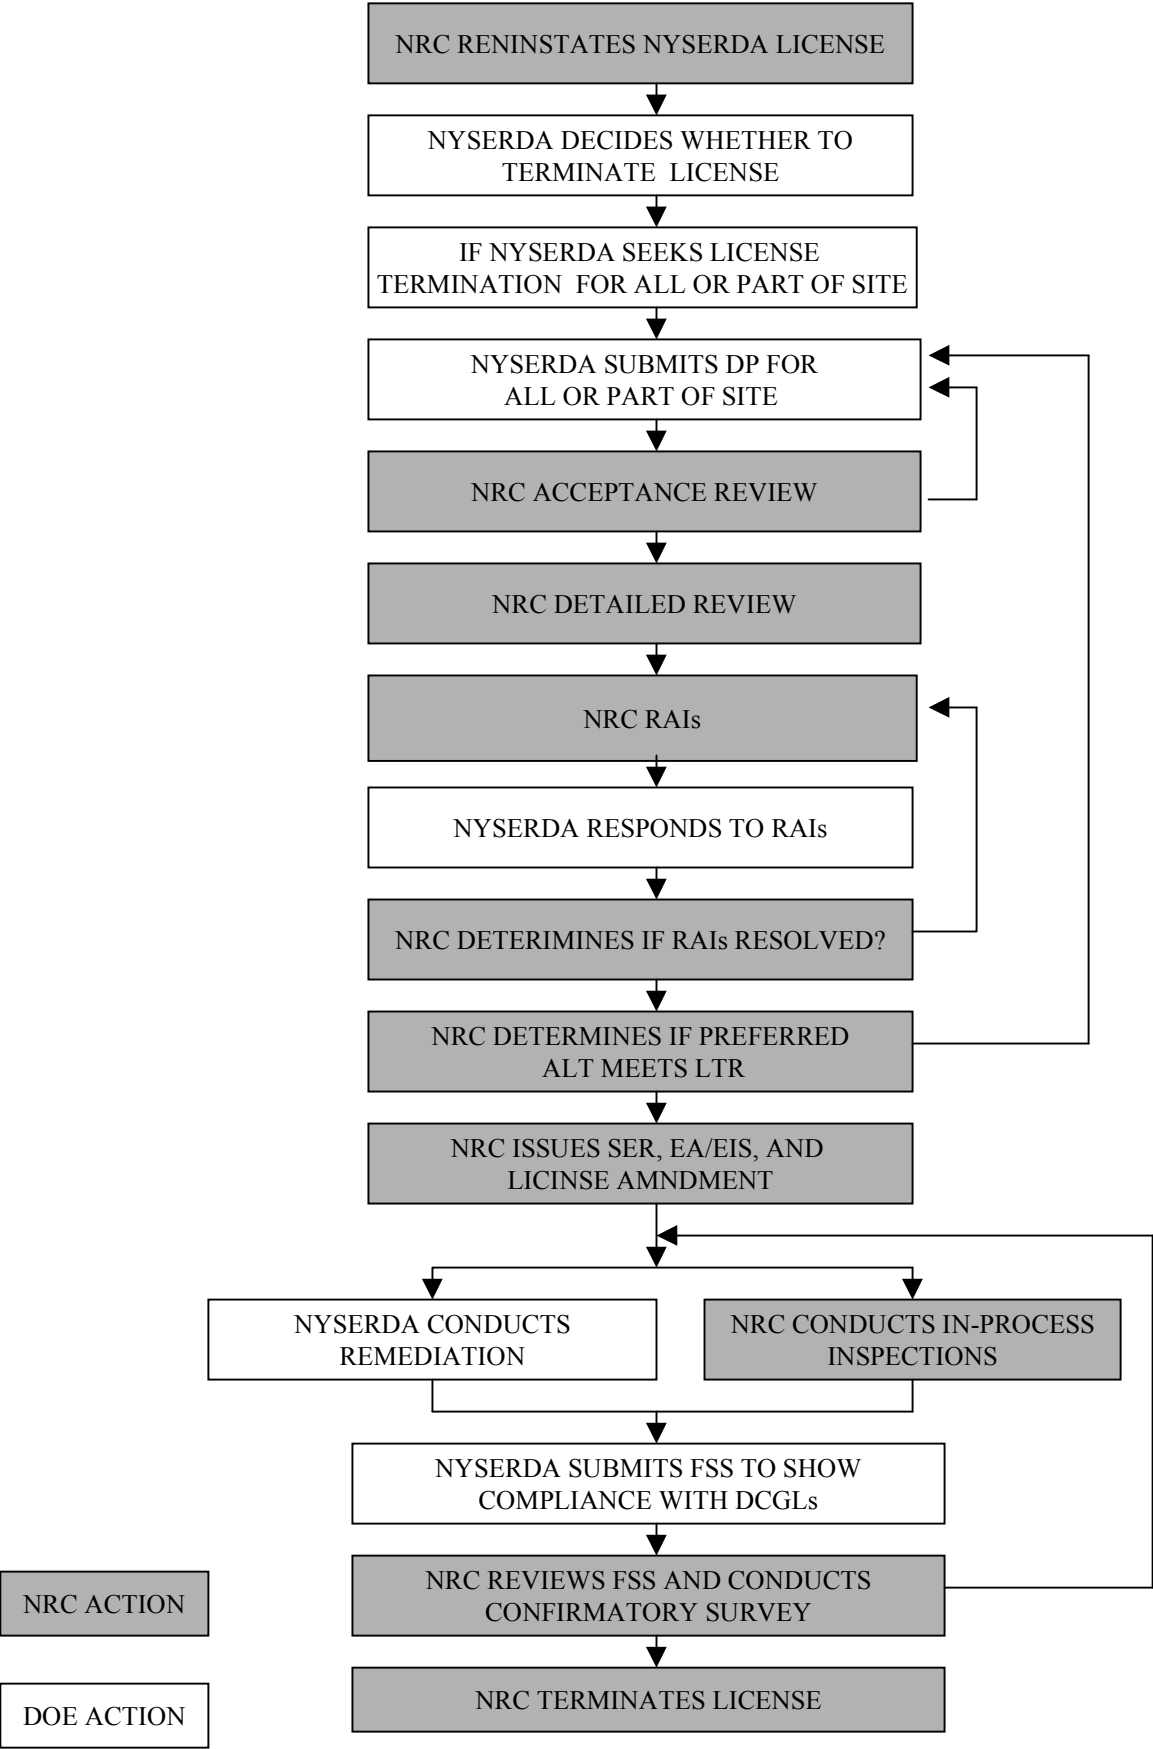 NRC RENINSTATES NYSERDA LICENSE
NYSERDA DECIDES WHETHER TO
TERMINATE LICENSE
IF NYSERDA SEEKS LICENSE
TERMINATION FOR ALL OR PART OF SITE
NYSERDA SUBMITS DP FOR
ALL OR PART OF SITE
NRC ACCEPTANCE REVIEW
NRC DETAILED REVIEW
NRC RAIs
NYSERDA RESPONDS TO RAIs
NRC DETERIMINES IF RAIs RESOLVED?
NRC DETERMINES IF PREFERRED
ALT MEETS LTR
NRC ISSUES SER, EA/EIS, AND
LICINSE AMNDMENT
NYSERDA CONDUCTS
REMEDIATION
NRC CONDUCTS IN-PROCESS
INSPECTIONS
NYSERDA SUBMITS FSS TO SHOW
COMPLIANCE WITH DCGLs
NRC REVIEWS FSS AND CONDUCTS
CONFIRMATORY SURVEY
NRC TERMINATES LICENSE
NRC ACTION
DOE ACTION